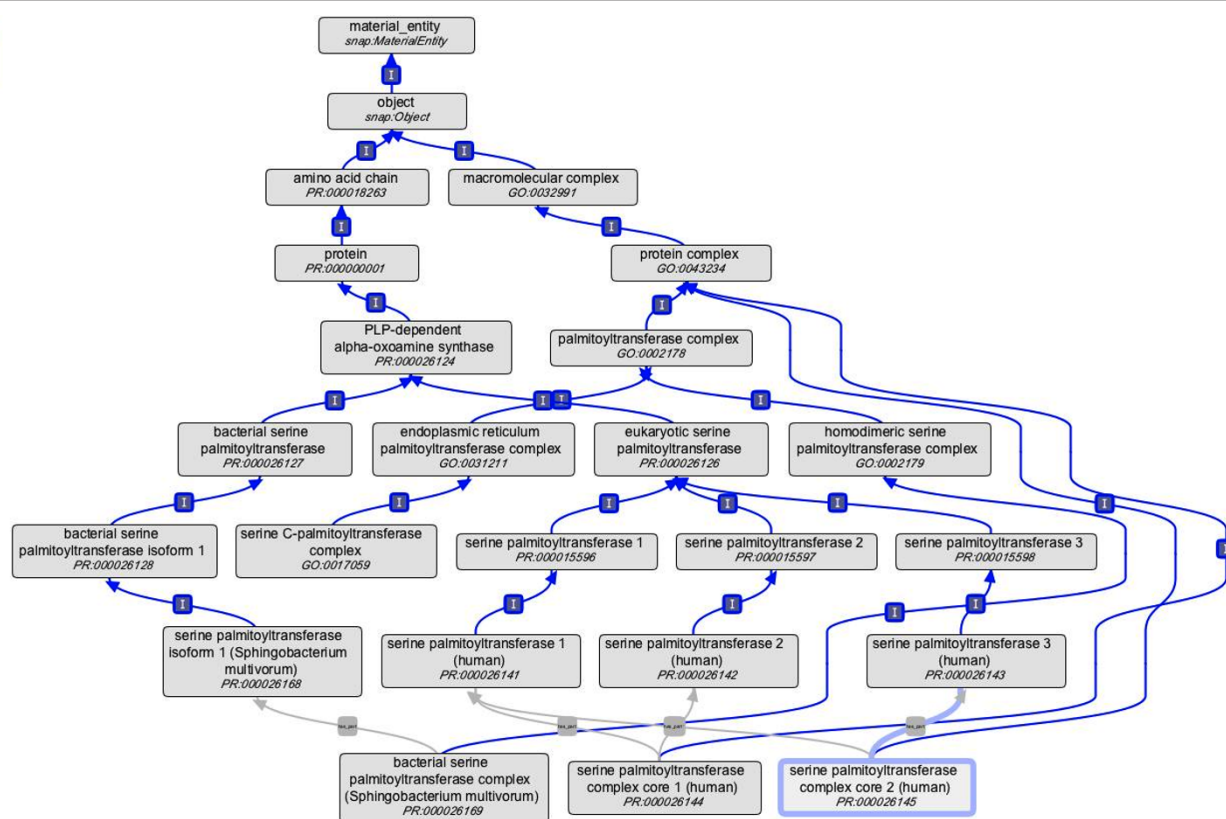 material_entity
snap:MaterialEntity
I
object
snap:Object
I
I
amino acid chain
PR:000018263
macromolecular complex
GO:0032991
I
I
protein
PR:000000001
protein complex
GO:0043234
I
I
PLP-dependent
alpha-oxoamine synthase
PR:000026124
palmitoyltransferase complex
GO:0002178
I
I
I
I
bacterial serine
palmitoyltransferase
PR:000026127
endoplasmic reticulum
palmitoyltransferase complex
GO:0031211
eukaryotic serine
palmitoyltransferase
PR:000026126
homodimeric serine
palmitoyltransferase complex
GO:0002179
I
I
I
I
I
I
bacterial serine
palmitoyltransferase isoform 1
PR:000026128
serine C-palmitoyltransferase
complex
GO:0017059
serine palmitoyltransferase 1
PR:000015596
serine palmitoyltransferase 2
PR:000015597
serine palmitoyltransferase 3
PR:000015598
I
I
I
I
I
serine palmitoyltransferase
isoform 1 (Sphingobacterium
multivorum)
PR:000026168
serine palmitoyltransferase 1
(human)
PR:000026141
serine palmitoyltransferase 2
(human)
PR:000026142
serine palmitoyltransferase 3
(human)
PR:000026143
has_part
has_part
has_part
has_part
bacterial serine
palmitoyltransferase complex
(Sphingobacterium multivorum)
PR:000026169
serine palmitoyltransferase
complex core 1 (human)
PR:000026144
serine palmitoyltransferase
complex core 2 (human)
PR:000026145